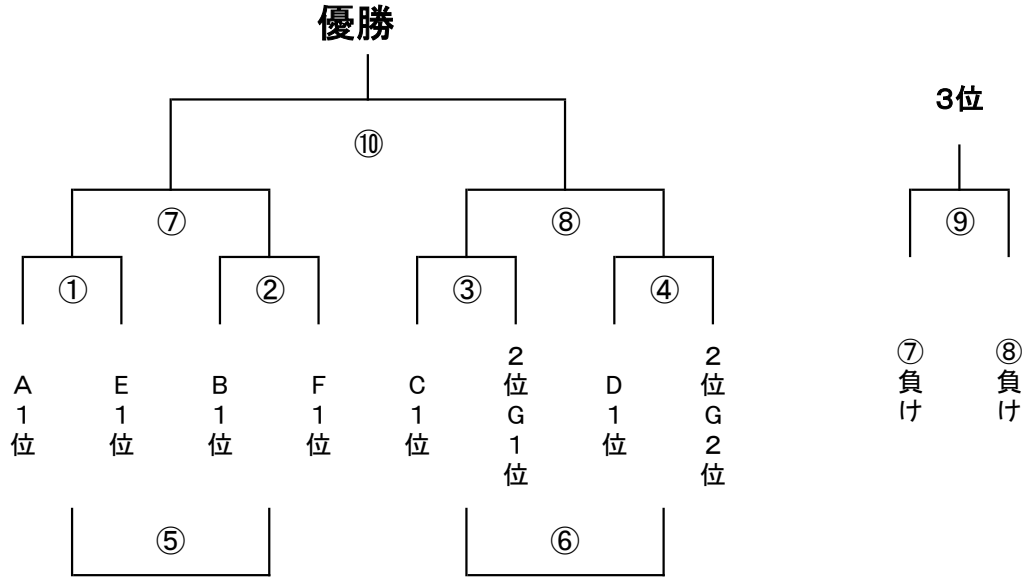 優勝
３位
⑩
⑦
⑧
⑨
①
②
③
④
A1位
E1位
B1位
F1位
C1位
2位G1位
D1位
2位G2位
⑦負け
⑧負け
⑤
⑥